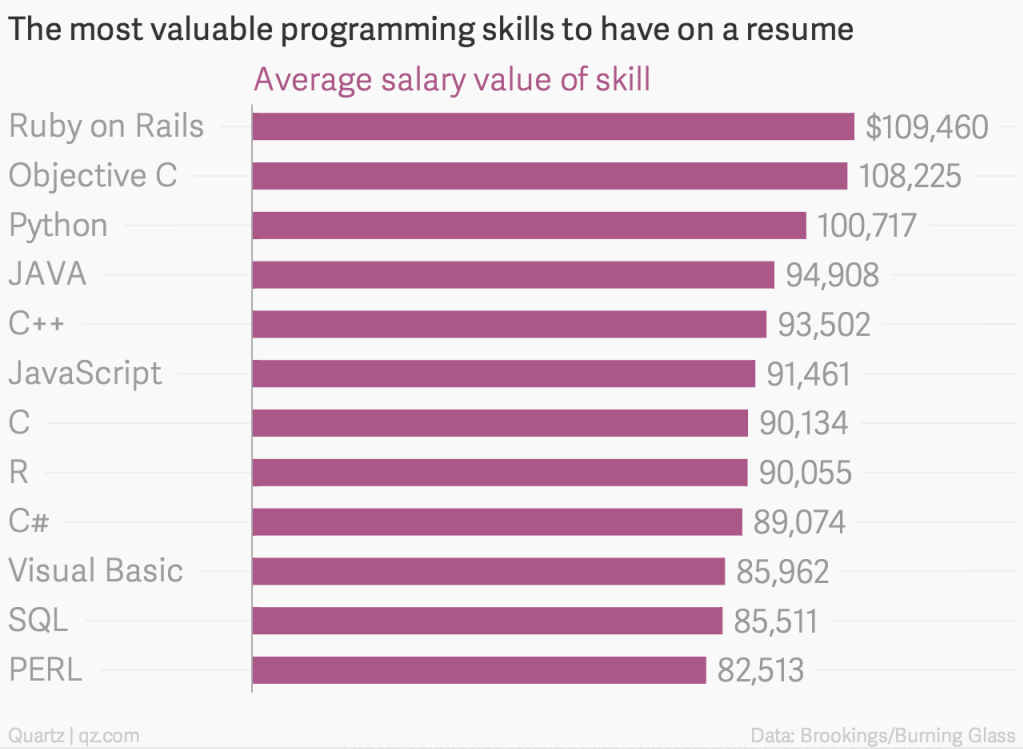 The most valuable programming skills to have on a resume
Average salary value of skill
Ruby on Rails $109,460
Objective C 108,225
Python 100,717
JAVA 94,908
C++ 93,502
JavaScript 91,461
C 90,134
R 90,055
C# 89,074
Visual Basic 85,962
SQL 85,511
PERL 82,513
Quartz | qz.com Data: Brookings/Burning Glass